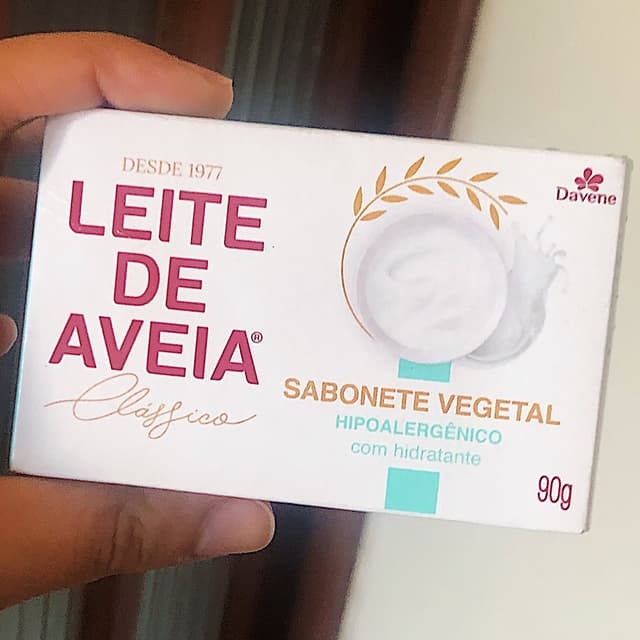 DESDE 1977
LEITE
DE
AVEIA®
Clássico
Davene
SABONETE VEGETAL
HIPOALERGÊNICO
com hidratante
90g